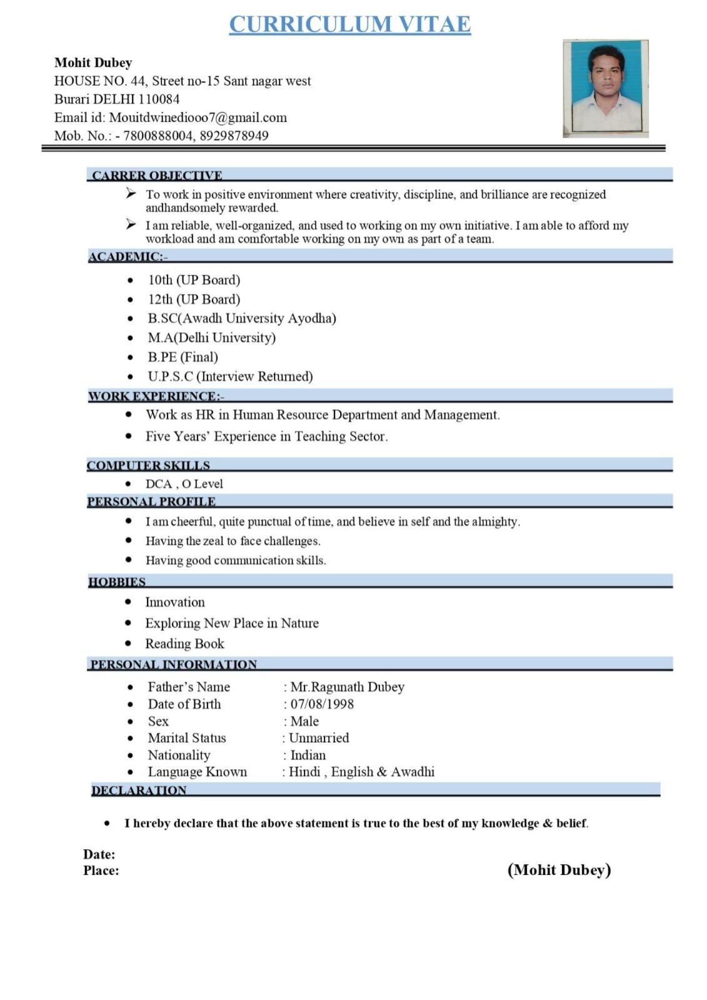 CURRICULUM VITAE
Mohit Dubey
HOUSE NO. 44, Street no-15 Sant nagar west
Burari DELHI 110084
Email id: Mouitdwinediooo7@gmail.com
Mob. No.: - 7800888004, 8929878949
CARRER OBJECTIVE
To work in positive environment where creativity, discipline, and brilliance are recognized
andhandsomely rewarded.
I am reliable, well-organized, and used to working on my own initiative. I am able to afford my
workload and am comfortable working on my own as part of a team.
ACADEMIC:-
10th (UP Board)
12th (UP Board)
B.SC(Awadh University Ayodha)
M.A(Delhi University)
B.PE (Final)
U.P.S.C (Interview Returned)
WORK EXPERIENCE:-
Work as HR in Human Resource Department and Management.
Five Years’ Experience in Teaching Sector.
COMPUTER SKILLS
DCA , O Level
PERSONAL PROFILE
I am cheerful, quite punctual of time, and believe in self and the almighty.
Having the zeal to face challenges.
Having good communication skills.
HOBBIES
Innovation
Exploring New Place in Nature
Reading Book
PERSONAL INFORMATION
Father’s Name : Mr.Ragunath Dubey
Date of Birth : 07/08/1998
Sex : Male
Marital Status : Unmarried
Nationality : Indian
Language Known : Hindi , English & Awadhi
DECLARATION
I hereby declare that the above statement is true to the best of my knowledge & belief.
Date:
Place: (Mohit Dubey)